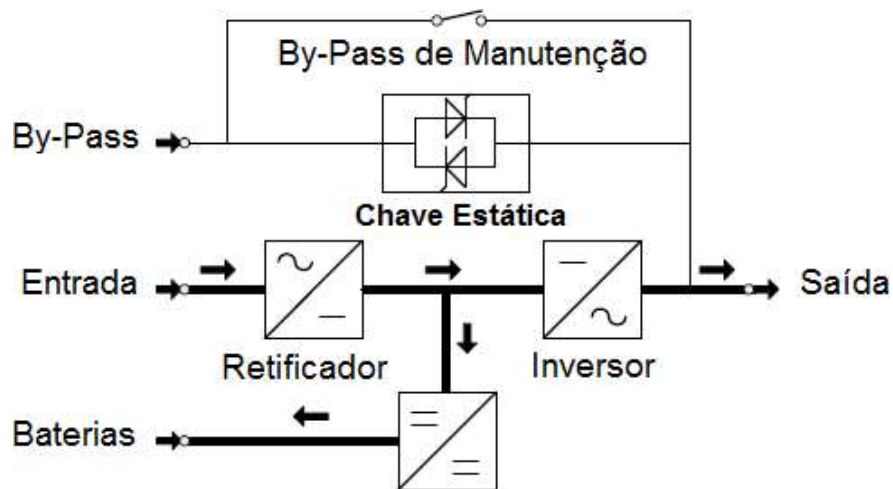 By-Pass de Manutenção
By-Pass
Chave Estática
Entrada
Saída
Retificador
Inversor
Baterias